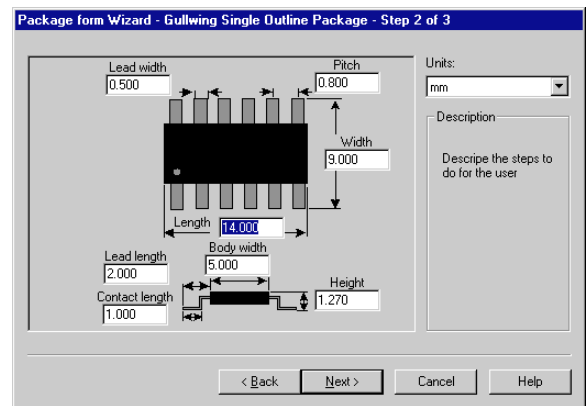 Package form Wizard - Gullwing Single Outline Package - Step 2 of 3
Lead width
0.500
Pitch
0.800
Units:
mm
Width
9.000
Description
Descripe the steps to
do for the user
Length
14.000
Lead length
2.000
Body width
5.000
Contact length
1.000
Height
1.270
< Back
Next >
Cancel
Help